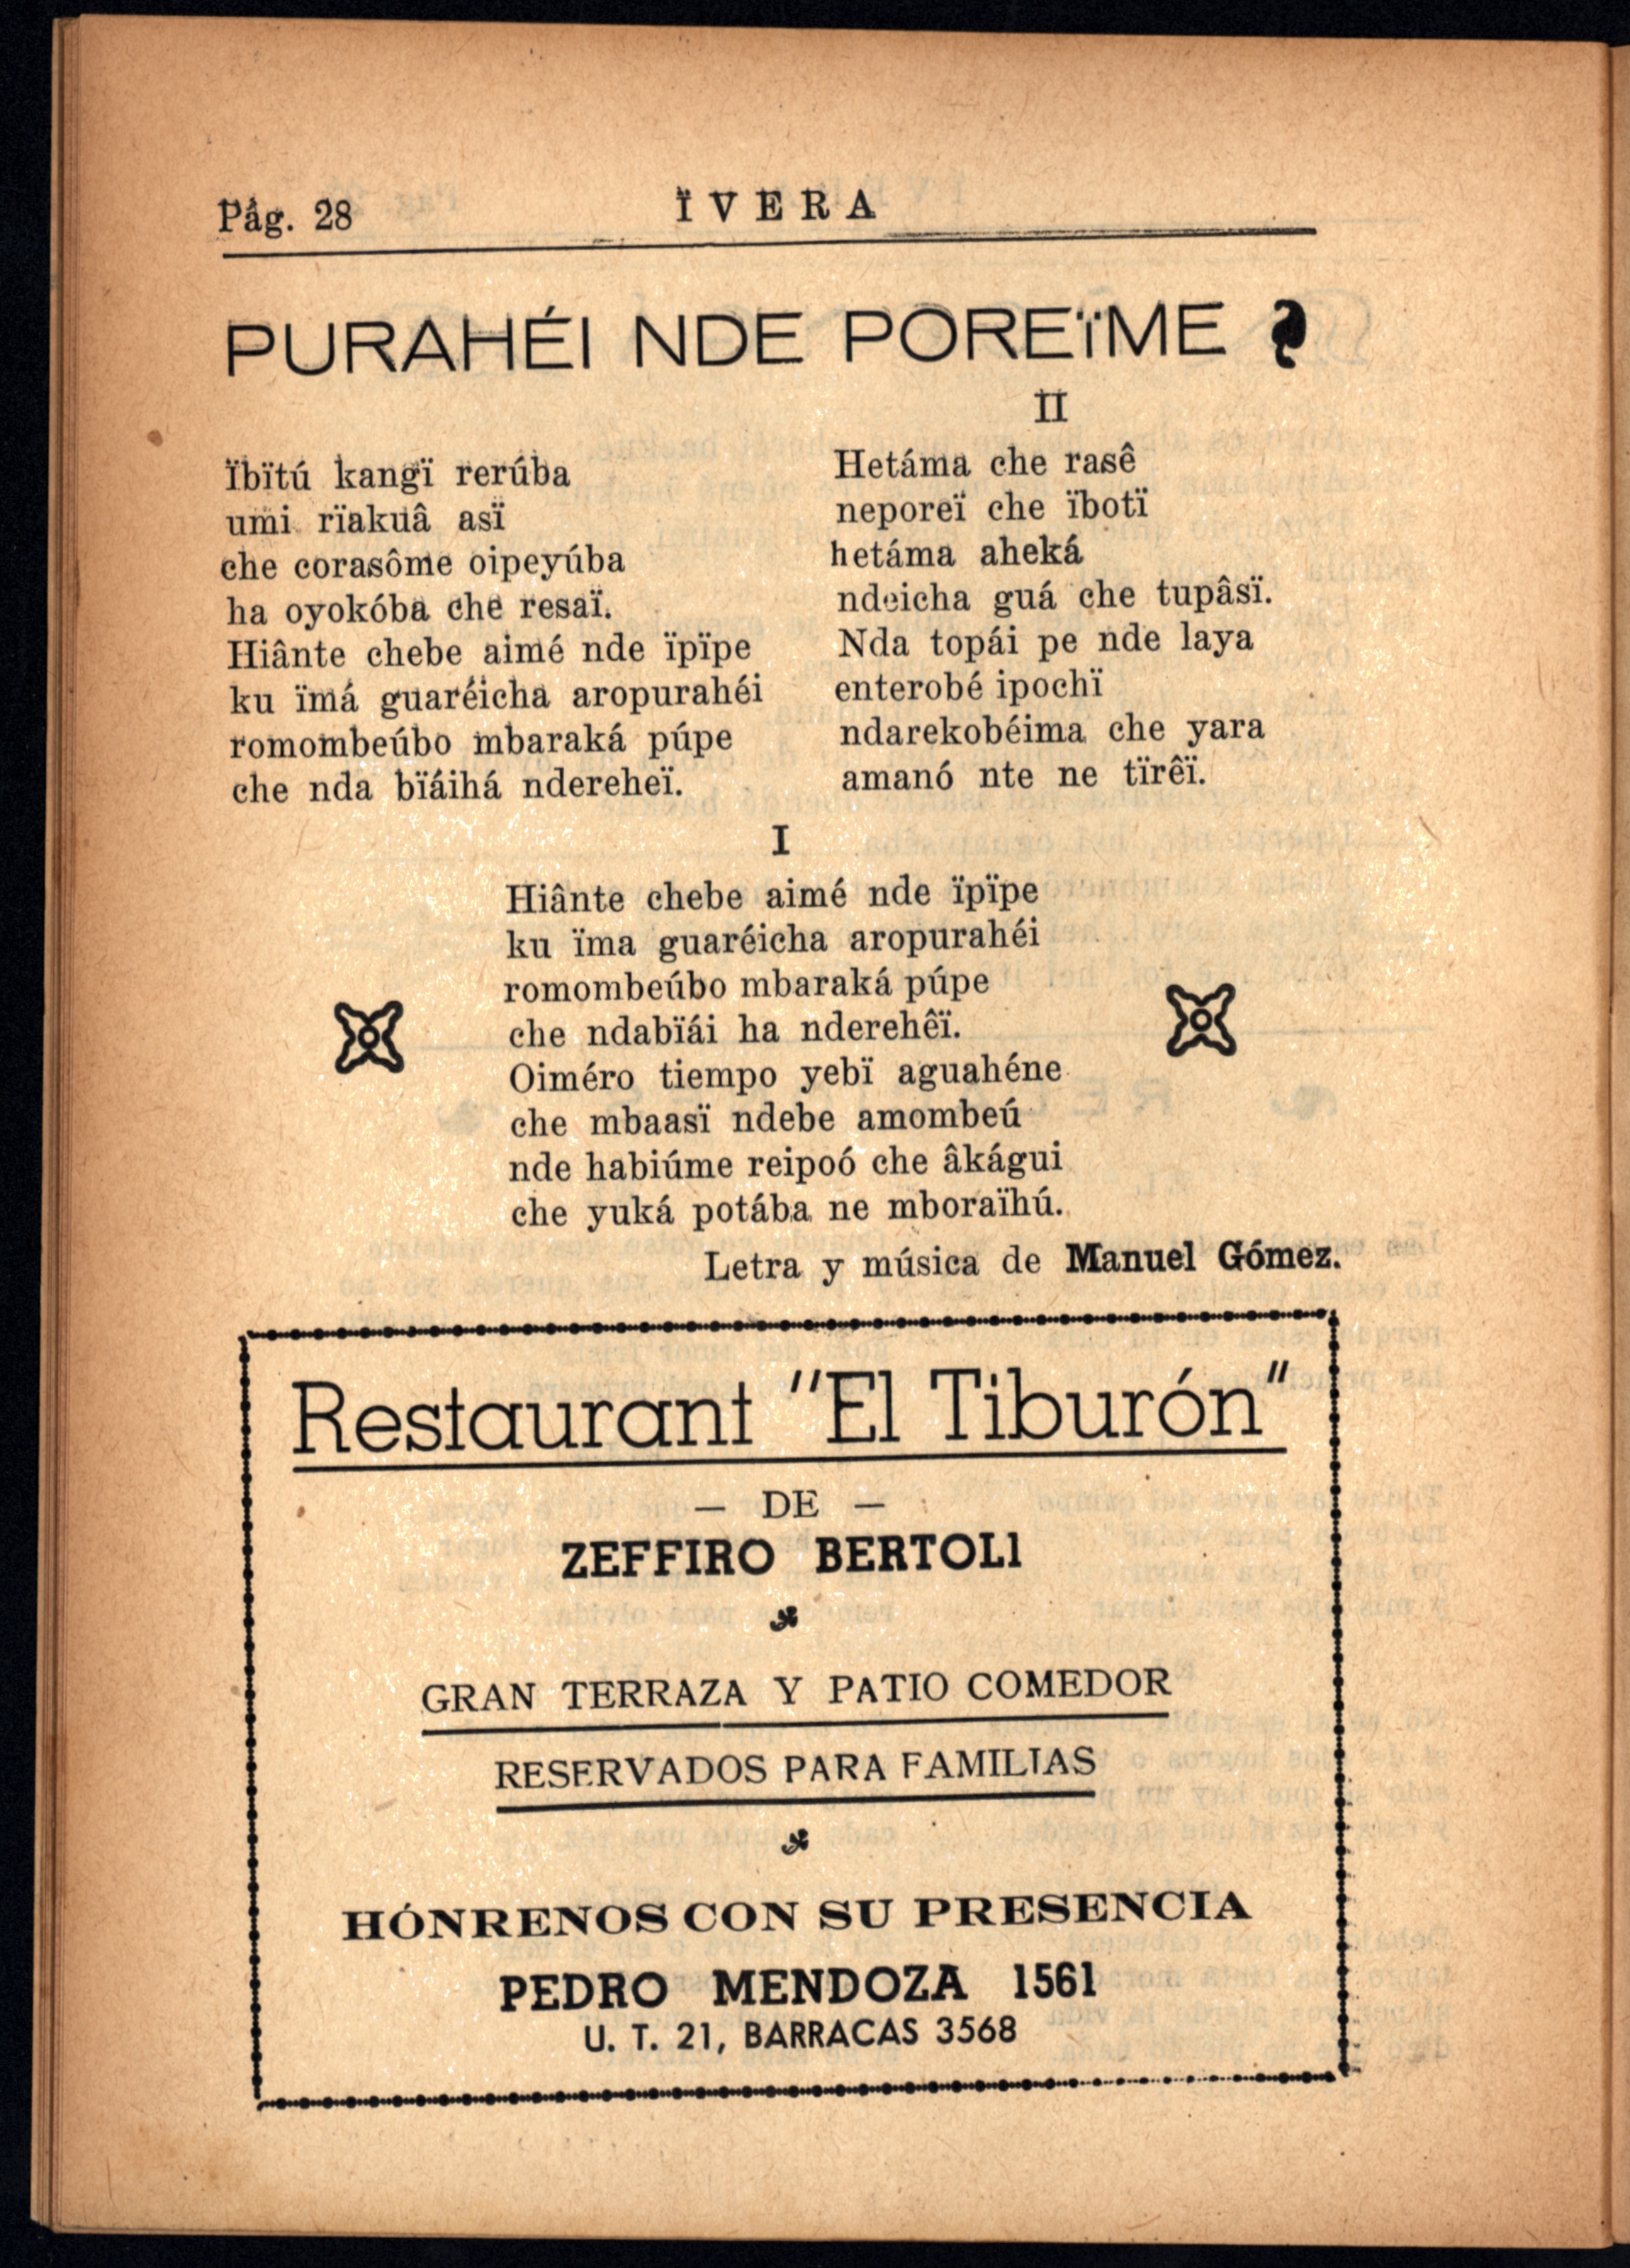 Pág. 28
ÏVERA
PURAHÉI NDE POREÏME
Ïbïtú kangï rerúba
umi rïakuâ asï
che corasôme oipeyúba
ha oyokóba che resaï.
Hiânte chebe aimé nde ïpïpe
ku ïmá guaréicha aropurahéi
romombeúbo mbaraká púpe
che nda bïáihá ndereheï.
II
Hetáma che rasê
neporeï che ïbotï
hetáma aheká
ndeicha guá che tupâsï.
Nda topái pe nde laya
enterobé ipochï
ndarekobéima che yara
amanó nte ne tïrêï.
I
Hiânte chebe aimé nde ïpïpe
ku ïma guaréicha aropurahéi
romombeúbo mbaraká púpe
che ndabïái ha nderehêï.
Oiméro tiempo yebï aguahéne
che mbaasï ndebe amombeú
nde habiúme reipoó che âkágui
che yuká potába ne mboraïhú.
Letra y música de Manuel Gómez.
Restaurant "El Tiburón"
— DE —
ZEFFIRO BERTOLI
GRAN TERRAZA Y PATIO COMEDOR
RESERVADOS PARA FAMILIAS
HÓNRENOS CON SU PRESENCIA
PEDRO MENDOZA 1561
U. T. 21, BARRACAS 3568